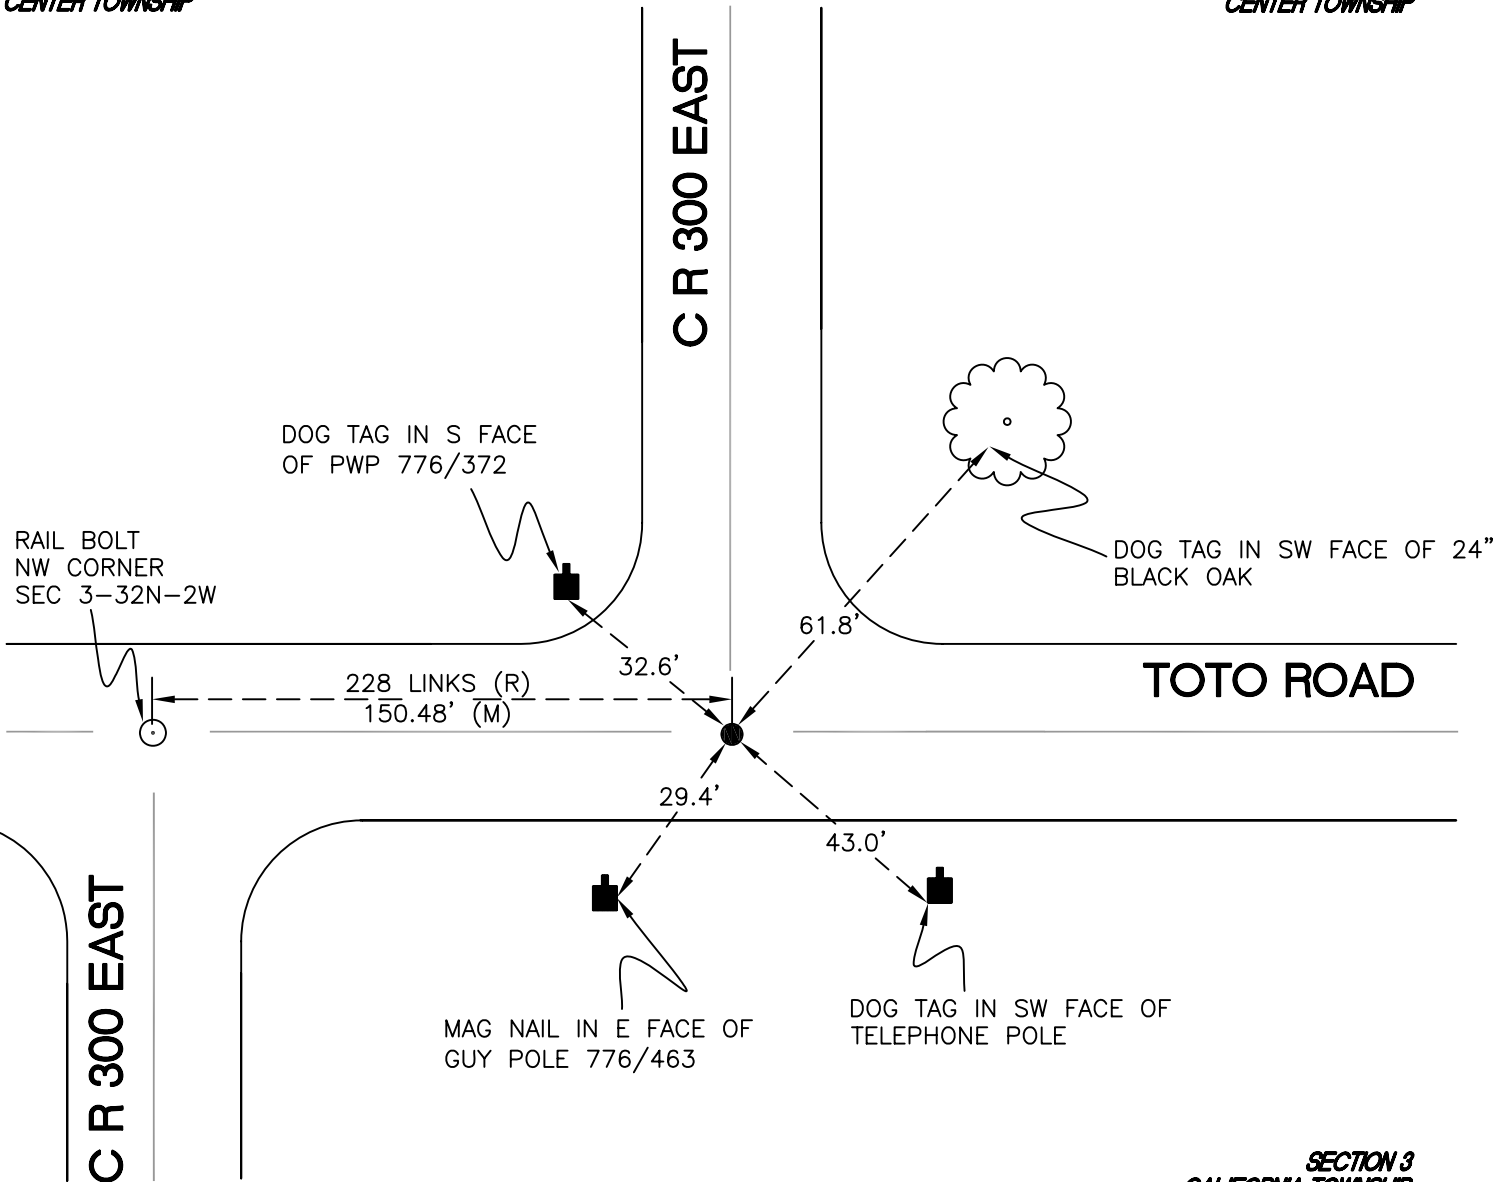 CENTER TOWNSHIP
CENTER TOWNSHIP
C R 300 EAST
DOG TAG IN S FACE
OF PWP 776/372
RAIL BOLT
NW CORNER
SEC 3-32N-2W
DOG TAG IN SW FACE OF 24"
BLACK OAK
61.8'
32.6'
228 LINKS (R)
150.48' (M)
TOTO ROAD
29.4'
43.0'
C R 300 EAST
MAG NAIL IN E FACE OF
GUY POLE 776/463
DOG TAG IN SW FACE OF
TELEPHONE POLE
SECTION 3
CALIFORNIA TOWNSHIP